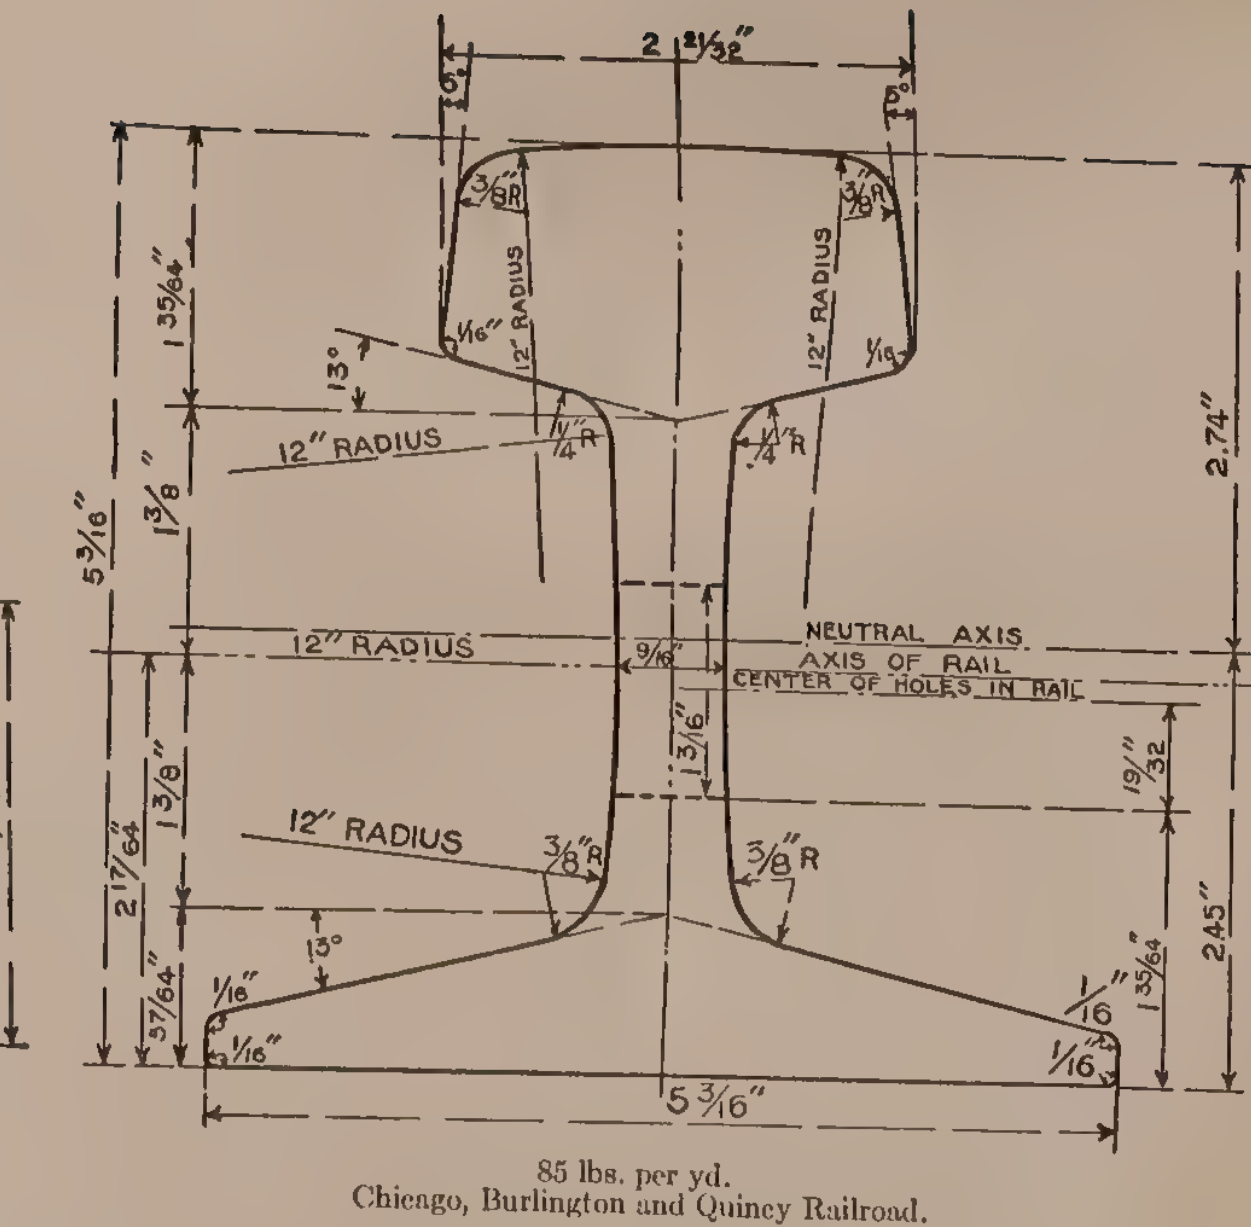 2 21/32"
5°
5°
3/8"R
3/8"R
12" RADIUS
12" RADIUS
1 35/64"
1/16"
1/16
13°
12" RADIUS
1/4"R
1/4"R
2.74"
1 3/8"
5 3/16"
NEUTRAL AXIS
12" RADIUS
9/16"
AXIS OF RAIL
CENTER OF HOLES IN RAIL
1 3/16"
19/32"
1 3/8"
12" RADIUS
3/8"R
3/8"R
2 17/64"
2.45"
13°
1 35/64"
37/64"
1/16"
1/16"
1/16"
1/16"
5 3/16"
85 lbs. per yd.
Chicago, Burlington and Quincy Railroad.